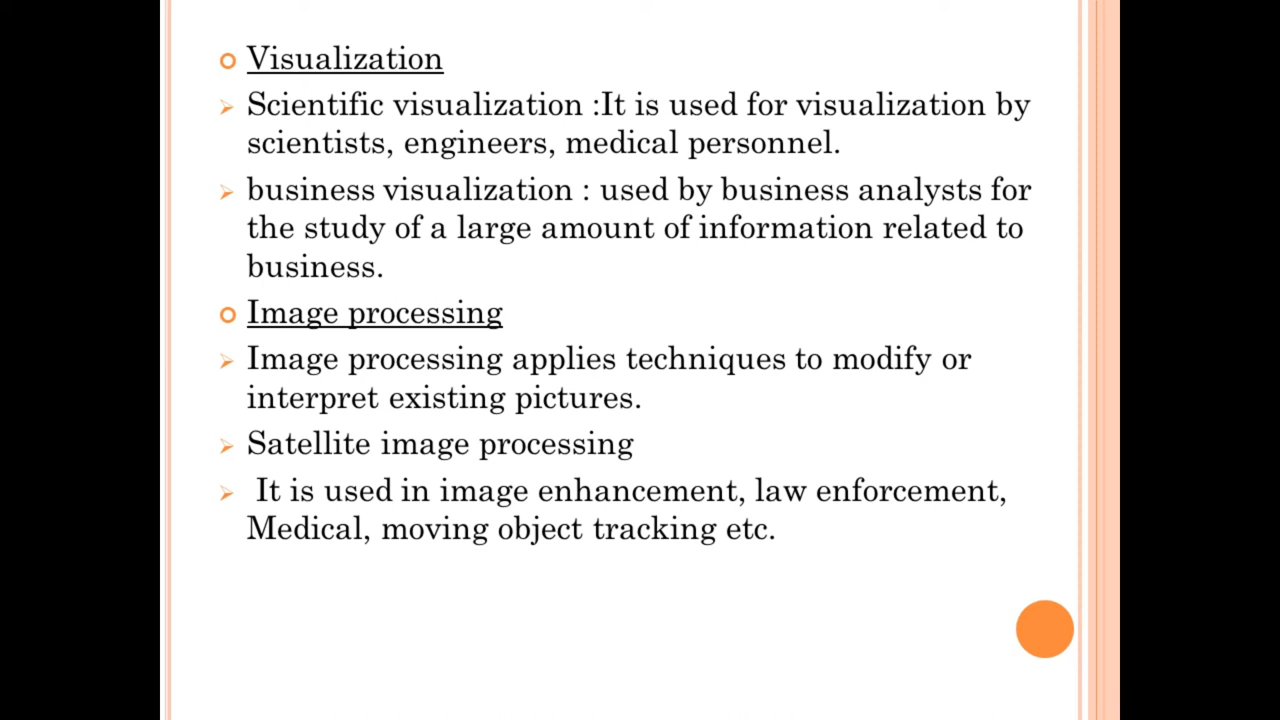 Visualization
Scientific visualization :It is used for visualization by
scientists, engineers, medical personnel.
business visualization : used by business analysts for
the study of a large amount of information related to
business.
Image processing
Image processing applies techniques to modify or
interpret existing pictures.
Satellite image processing
It is used in image enhancement, law enforcement,
Medical, moving object tracking etc.